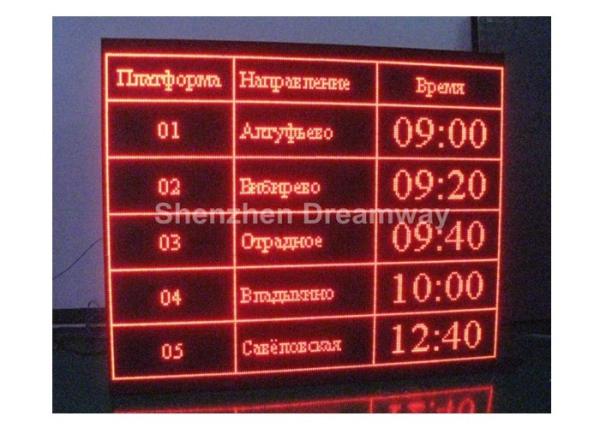 Платформа Направление Время
01 Алтуфьево 09:00
02 Бибирево 09:20
Shenzhen Dreamway
03 Отрадное 09:40
04 Владыкино 10:00
05 Савёловская 12:40